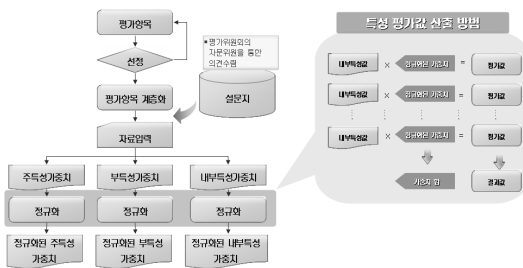 평가항목
선정
평가항목 계층화
자료입력
•평가위원회의
자문위원을 통한
의견수렴
설문지
주특성가중치
부특성가중치
내부특성가중치
정규화
정규화
정규화
정규화된 주특성
가중치
정규화된 부특성
가중치
정규화된 내부특성
가중치
특성 평가값 산출 방법
내부특성값 × 정규화된 가중치 = 평가값
내부특성값 × 정규화된 가중치 = 평가값
내부특성값 × 정규화된 가중치 = 평가값
가중치 합
결과값